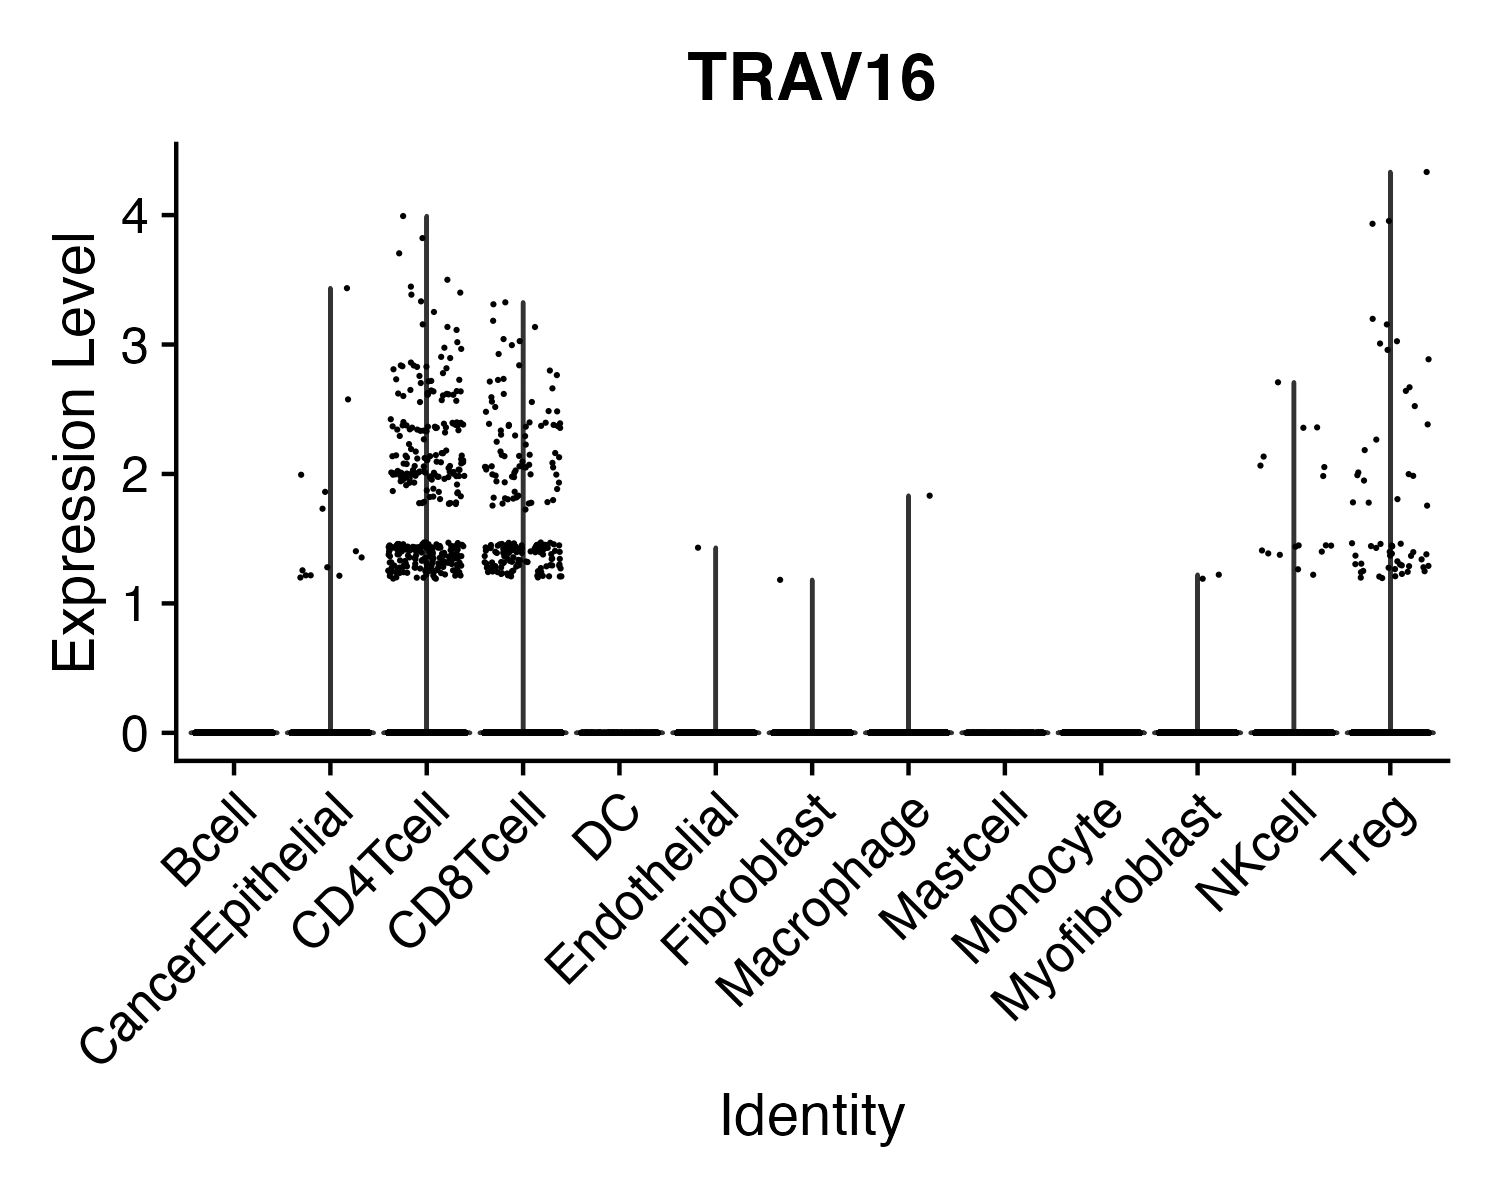 TRAV16
Expression Level
4
3
2
1
0
Bcell
CancerEpithelial
CD4Tcell
CD8Tcell
DC
Endothelial
Fibroblast
Macrophage
Mastcell
Monocyte
Myofibroblast
NKcell
Treg
Identity